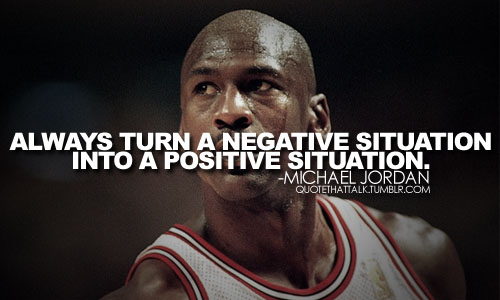 ALWAYS TURN A NEGATIVE SITUATION
INTO A POSITIVE SITUATION.
-MICHAEL JORDAN
QUOTETHATTALK.TUMBLR.COM